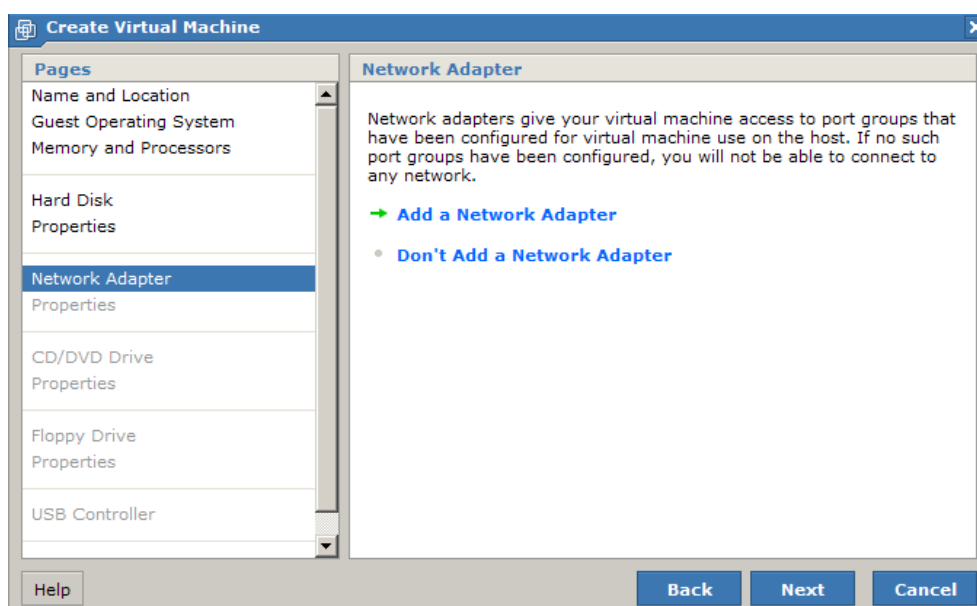 Create Virtual Machine
Pages
Name and Location
Guest Operating System
Memory and Processors
Hard Disk
Properties
Network Adapter
Properties
CD/DVD Drive
Properties
Floppy Drive
Properties
USB Controller
Network Adapter
Network adapters give your virtual machine access to port groups that
have been configured for virtual machine use on the host. If no such
port groups have been configured, you will not be able to connect to
any network.
Add a Network Adapter
Don't Add a Network Adapter
Help
Back
Next
Cancel